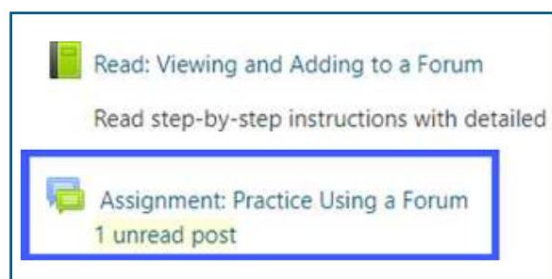 Read: Viewing and Adding to a Forum
Read step-by-step instructions with detailed
Assignment: Practice Using a Forum
1 unread post